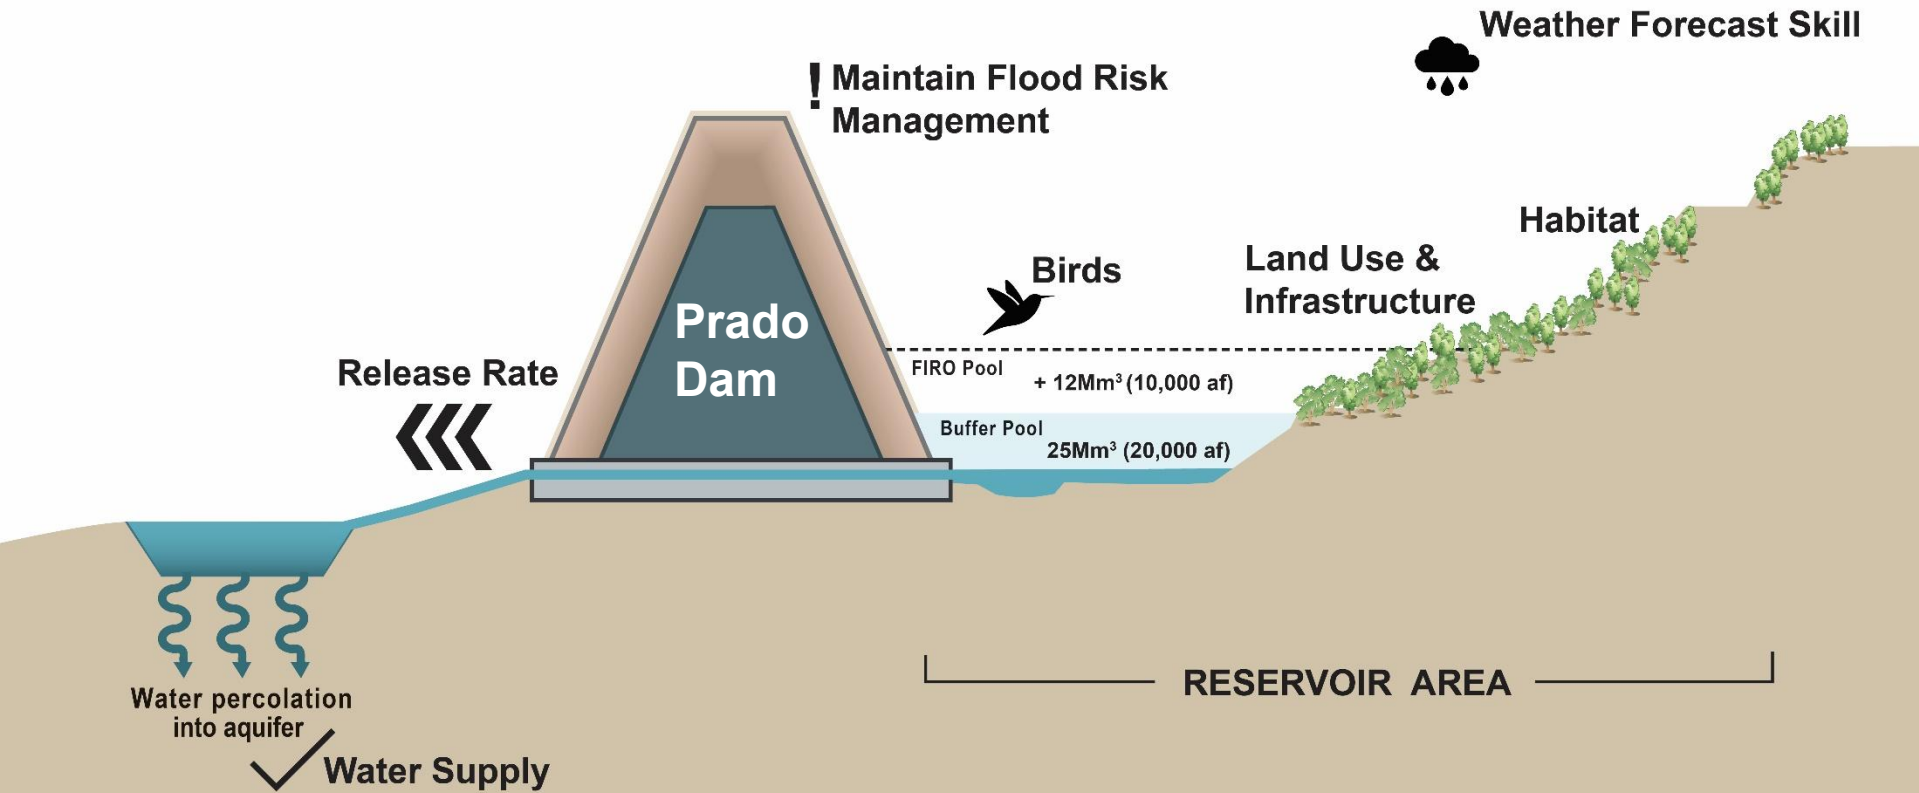 Weather Forecast Skill
! Maintain Flood Risk
Management
Habitat
Birds
Land Use &
Infrastructure
Prado
Dam
Release Rate
FIRO Pool
+ 12Mm³ (10,000 af)
Buffer Pool
25Mm³ (20,000 af)
RESERVOIR AREA
Water percolation
into aquifer
Water Supply